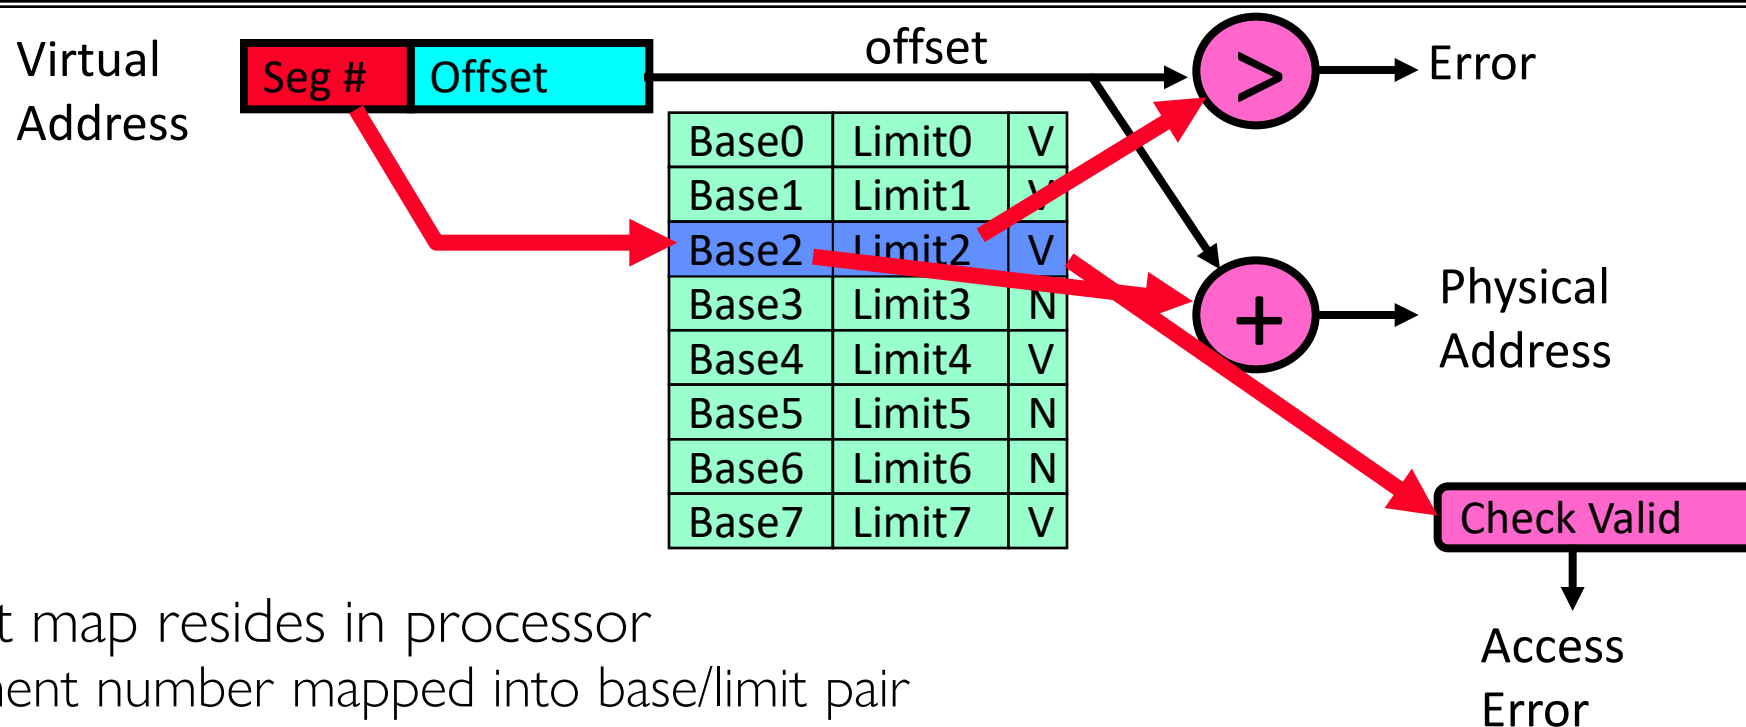 Virtual
Address
Seg # Offset
offset
>
Error
Base0 Limit0 V
Base1 Limit1 V
Base2 Limit2 V
Base3 Limit3 N
Base4 Limit4 V
Base5 Limit5 N
Base6 Limit6 N
Base7 Limit7 V
+
Physical
Address
Check Valid
Access
Error
t map resides in processor
nent number mapped into base/limit pair